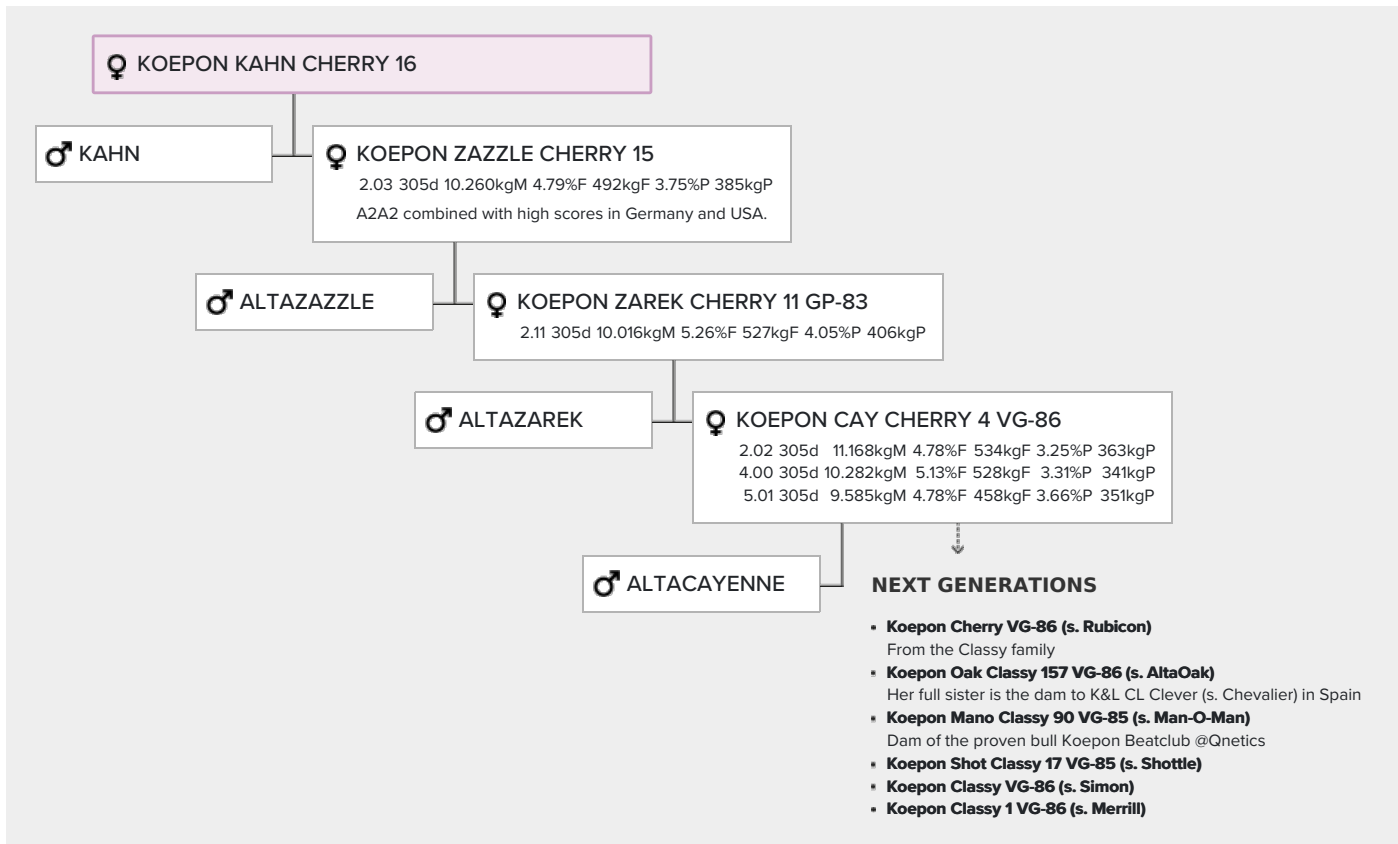 KOEPON KAHN CHERRY 16
KAHN
KOEPON ZAZZLE CHERRY 15
2.03 305d 10.260kgM 4.79%F 492kgF 3.75%P 385kgP
A2A2 combined with high scores in Germany and USA.
ALTAZAZZLE
KOEPON ZAREK CHERRY 11 GP-83
2.11 305d 10.016kgM 5.26%F 527kgF 4.05%P 406kgP
ALTAZAREK
KOEPON CAY CHERRY 4 VG-86
2.02 305d 11.168kgM 4.78%F 534kgF 3.25%P 363kgP
4.00 305d 10.282kgM 5.13%F 528kgF 3.31%P 341kgP
5.01 305d 9.585kgM 4.78%F 458kgF 3.66%P 351kgP
ALTACAYENNE
NEXT GENERATIONS
Koepon Cherry VG-86 (s. Rubicon)
From the Classy family
Koepon Oak Classy 157 VG-86 (s. AltaOak)
Her full sister is the dam to K&L CL Clever (s. Chevalier) in Spain
Koepon Mano Classy 90 VG-85 (s. Man-O-Man)
Dam of the proven bull Koepon Beatclub @Qnetics
Koepon Shot Classy 17 VG-85 (s. Shottle)
Koepon Classy VG-86 (s. Simon)
Koepon Classy 1 VG-86 (s. Merrill)